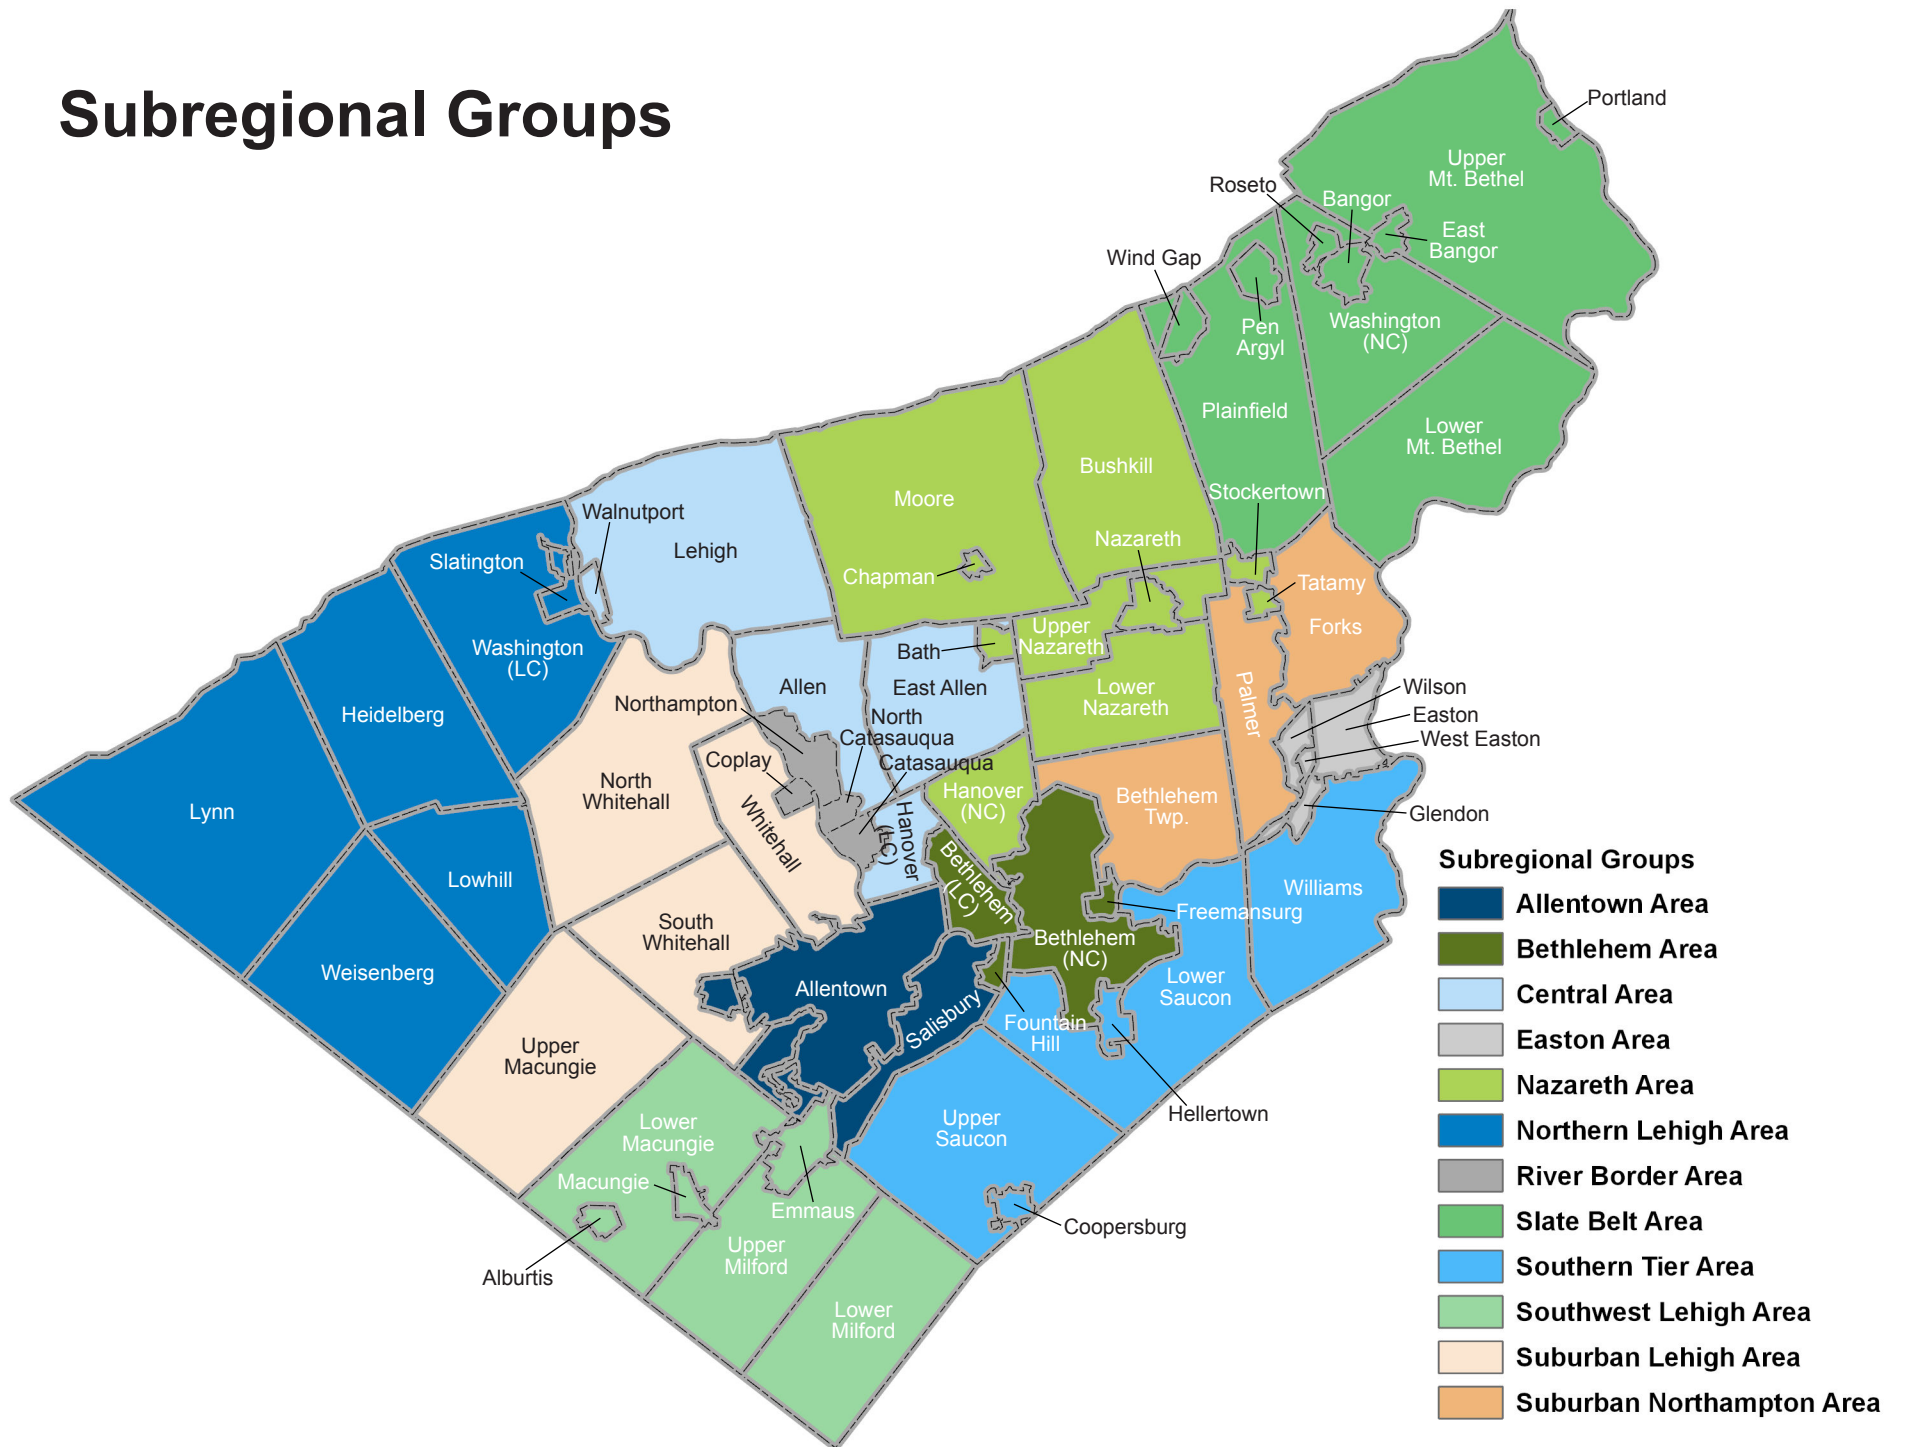 Subregional Groups
Portland
Upper
Mt. Bethel
Roseto
Bangor
East
Bangor
Wind Gap
Pen
Argyl
Washington
(NC)
Plainfield
Lower
Mt. Bethel
Bushkill
Moore
Stockertown
Walnutport
Lehigh
Nazareth
Slatington
Chapman
Tatamy
Forks
Upper
Nazareth
Washington
(LC)
Bath
Allen
East Allen
Lower
Nazareth
Palmer
Wilson
Heidelberg
Northampton
North
Catasauqua
Easton
West Easton
Coplay
Catasauqua
North
Whitehall
Whitehall
Hanover
(LC)
Hanover
(NC)
Bethlehem
Twp.
Lynn
Glendon
Lowhill
Bethlehem
(LC)
Williams
Freemansurg
South
Whitehall
Bethlehem
(NC)
Weisenberg
Allentown
Lower
Saucon
Salisbury
Fountain
Hill
Upper
Macungie
Hellertown
Lower
Macungie
Upper
Saucon
Macungie
Emmaus
Coopersburg
Alburtis
Upper
Milford
Lower
Milford
Subregional Groups
Allentown Area
Bethlehem Area
Central Area
Easton Area
Nazareth Area
Northern Lehigh Area
River Border Area
Slate Belt Area
Southern Tier Area
Southwest Lehigh Area
Suburban Lehigh Area
Suburban Northampton Area